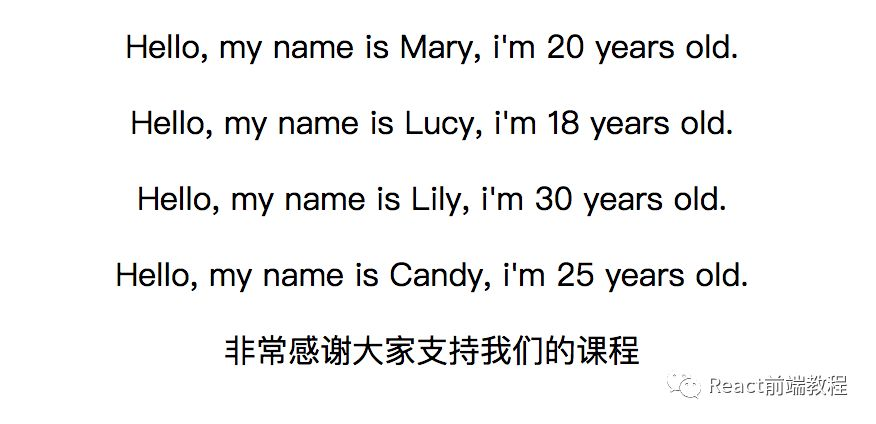 Hello, my name is Mary, i'm 20 years old.
Hello, my name is Lucy, i'm 18 years old.
Hello, my name is Lily, i'm 30 years old.
Hello, my name is Candy, i'm 25 years old.
非常感谢大家支持我们的课程
React前端教程